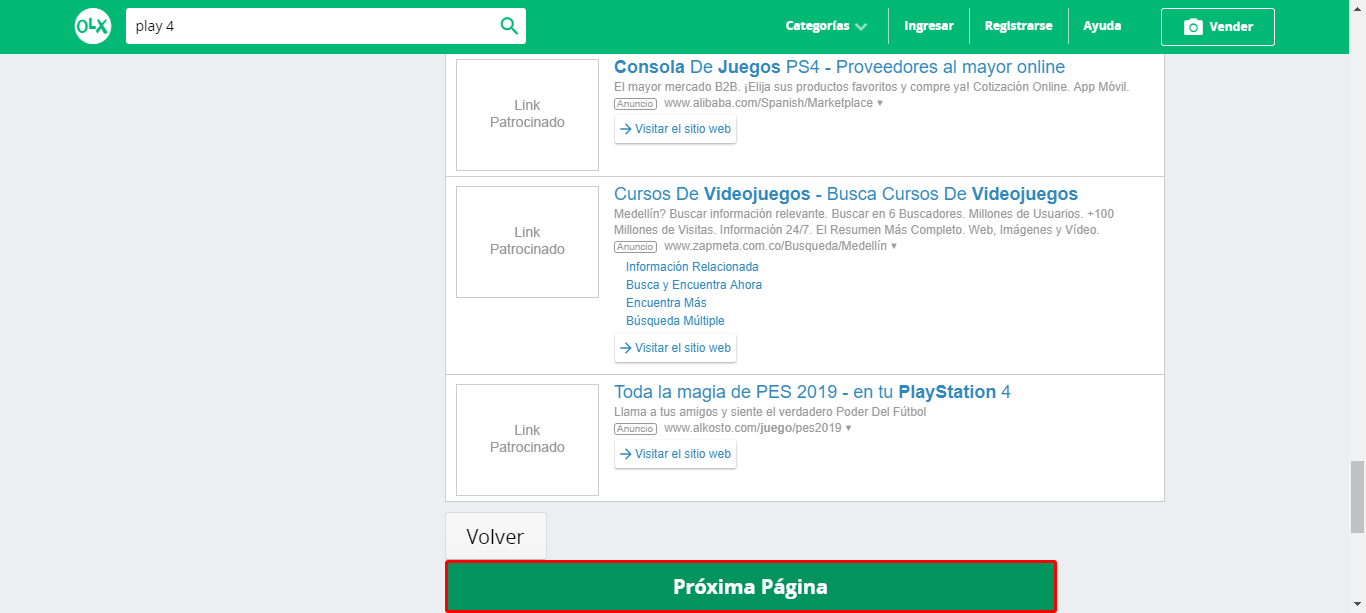 OLX play 4 Categorías Ingresar Registrarse Ayuda Vender
Link
Patrocinado
Consola De Juegos PS4 - Proveedores al mayor online
El mayor mercado B2B. ¡Elija sus productos favoritos y compre ya! Cotización Online. App Móvil.
Anuncio www.alibaba.com/Spanish/Marketplace ▾
→ Visitar el sitio web
Link
Patrocinado
Cursos De Videojuegos - Busca Cursos De Videojuegos
Medellín? Buscar información relevante. Buscar en 6 Buscadores. Millones de Usuarios. +100
Millones de Visitas. Información 24/7. El Resumen Más Completo. Web, Imágenes y Vídeo.
Anuncio www.zapmeta.com.co/Busqueda/Medellín ▾
Información Relacionada
Busca y Encuentra Ahora
Encuentra Más
Búsqueda Múltiple
→ Visitar el sitio web
Link
Patrocinado
Toda la magia de PES 2019 - en tu PlayStation 4
Llama a tus amigos y siente el verdadero Poder Del Fútbol
Anuncio www.alkosto.com/juego/pes2019 ▾
→ Visitar el sitio web
Volver
Próxima Página